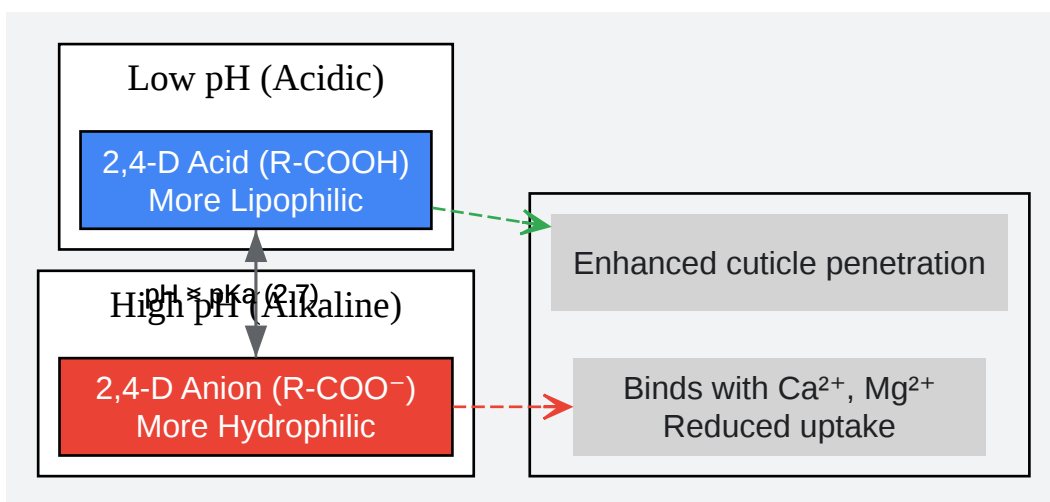 Low pH (Acidic)
2,4-D Acid (R-COOH)
More Lipophilic
Enhanced cuticle penetration
pKa (2.7)
High pH (Alkaline)
2,4-D Anion (R-COO⁻)
More Hydrophilic
Binds with Ca²⁺, Mg²⁺
Reduced uptake